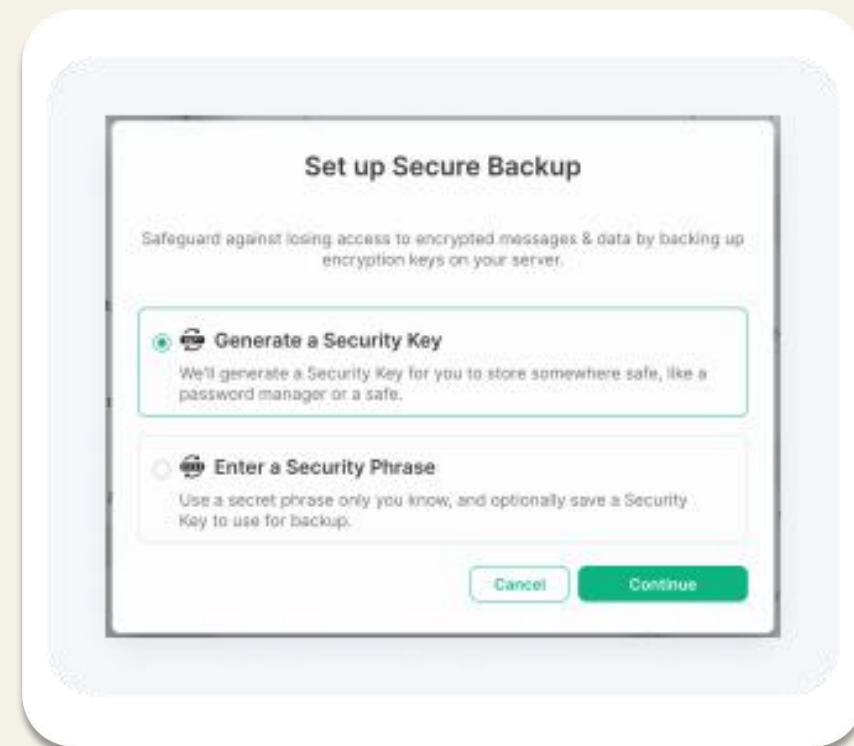 Set up Secure Backup
Safeguard against losing access to encrypted messages & data by backing up
encryption keys on your server.
Generate a Security Key
We'll generate a Security Key for you to store somewhere safe, like a
password manager or a safe.
Enter a Security Phrase
Use a secret phrase only you know, and optionally save a Security
Key to use for backup.
Cancel
Continue